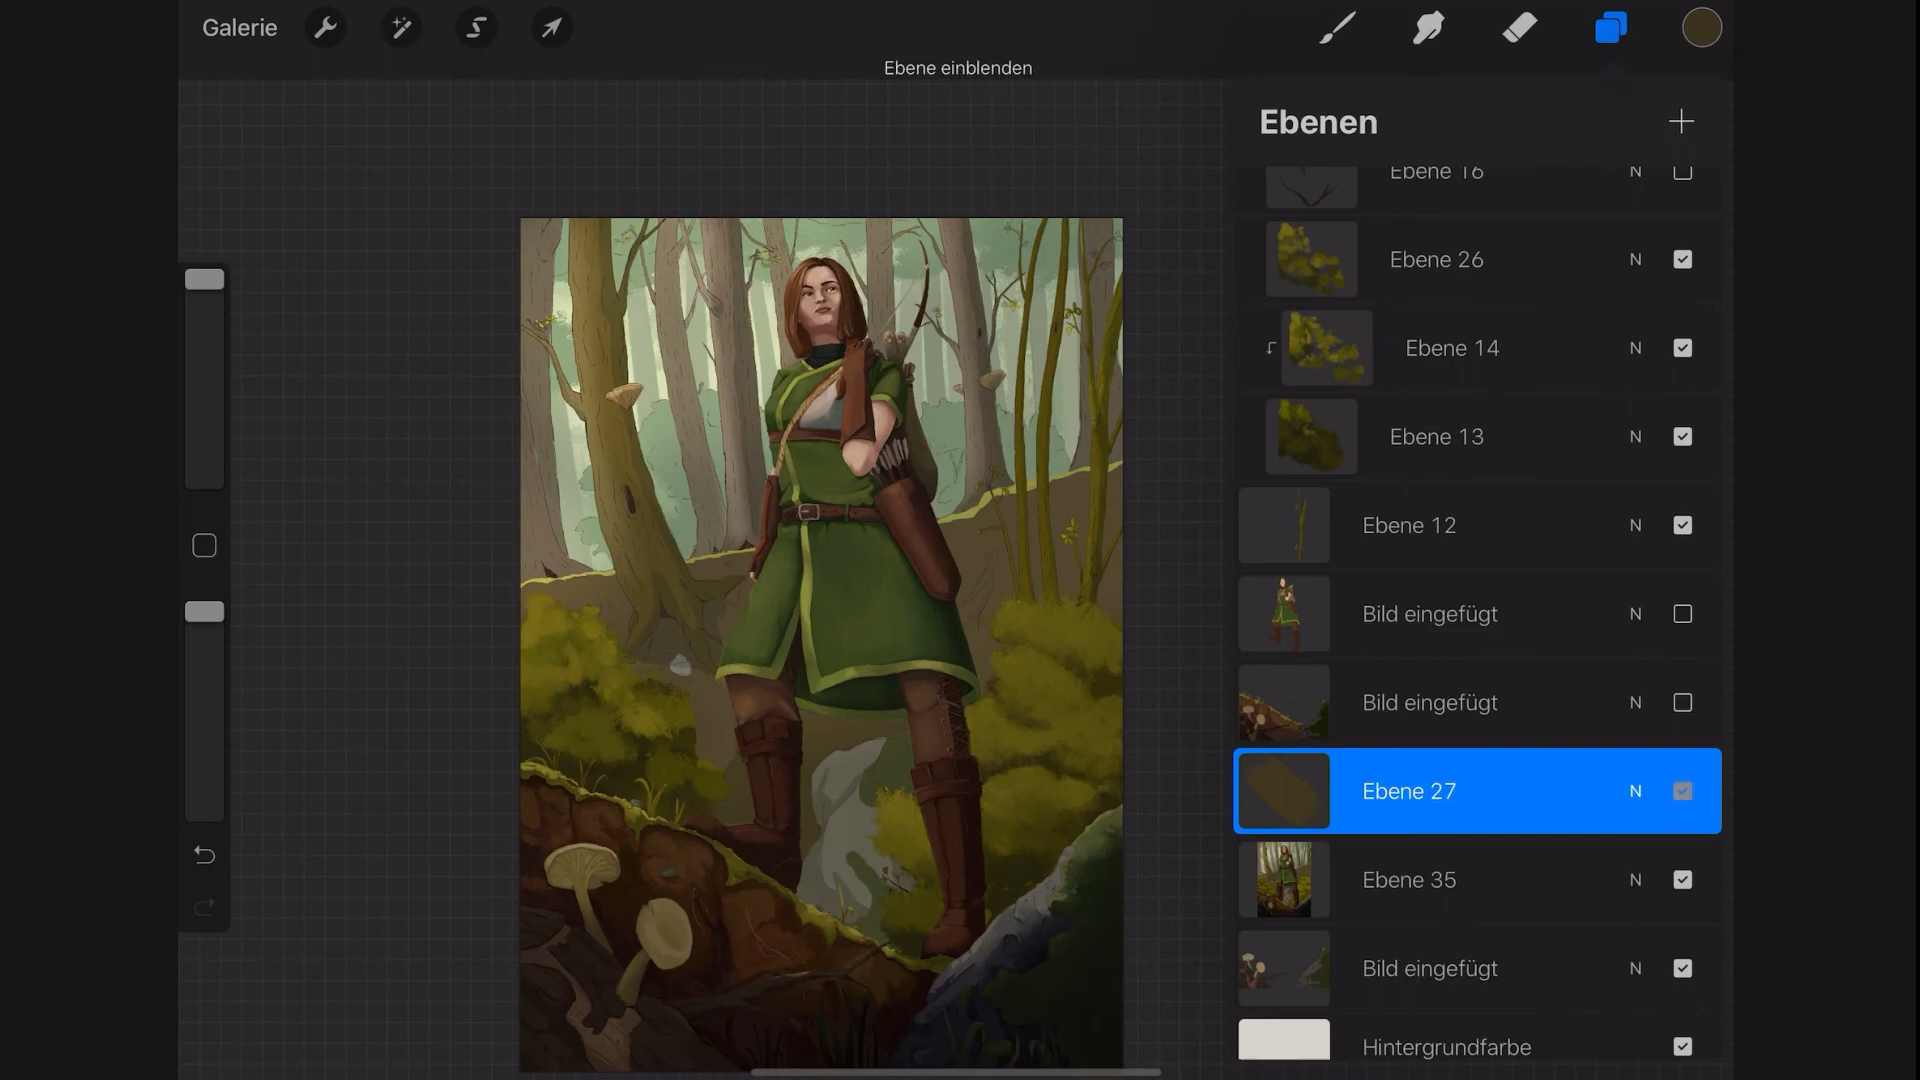 Galerie
Ebene einblenden
Ebenen
Ebene 16 N
Ebene 26 N
Ebene 14 N
Ebene 13 N
Ebene 12 N
Bild eingefügt N
Bild eingefügt N
Ebene 27 N
Ebene 35 N
Bild eingefügt N
Hintergrundfarbe